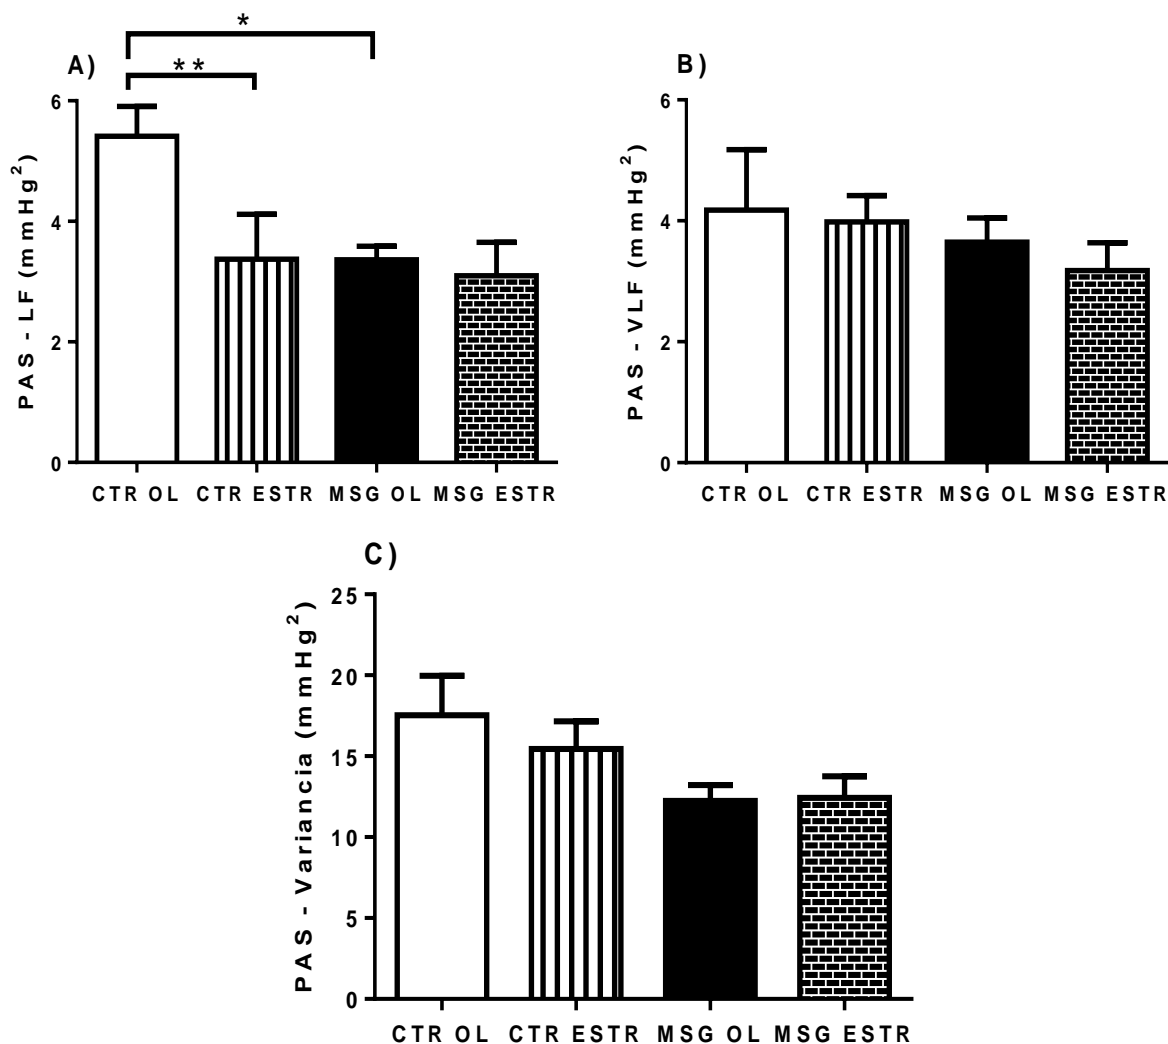 A)
*
**
PAS - LF (mmHg²)
6
4
2
0
CTR OL CTR ESTR MSG OL MSG ESTR
B)
PAS - VLF (mmHg²)
6
4
2
0
CTR OL CTR ESTR MSG OL MSG ESTR
C)
PAS - Variancia (mmHg²)
25
20
15
10
5
0
CTR OL CTR ESTR MSG OL MSG ESTR